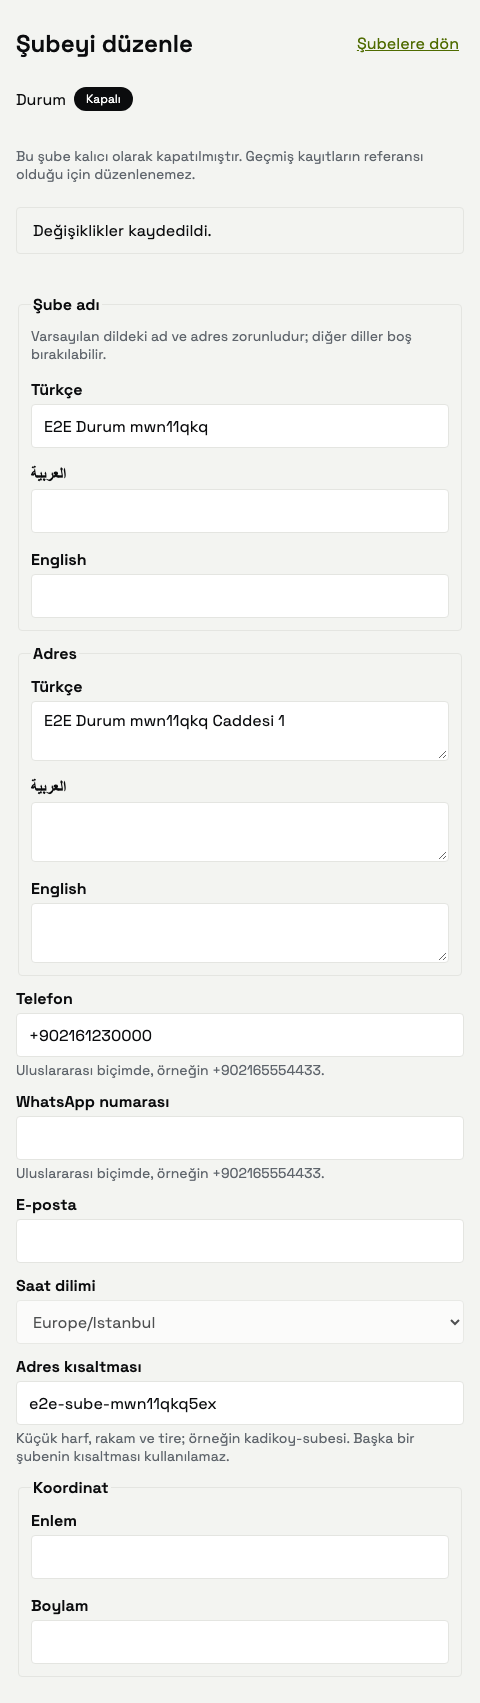 Şubeyi düzenle
Şubelere dön
Durum
Kapalı
Bu şube kalıcı olarak kapatılmıştır. Geçmiş kayıtların referansı
olduğu için düzenlenemez.
Değişiklikler kaydedildi.
Şube adı
Varsayılan dildeki ad ve adres zorunludur; diğer diller boş
bırakılabilir.
Türkçe
E2E Durum mwn11qkq
العربية
English
Adres
Türkçe
E2E Durum mwn11qkq Caddesi 1
العربية
English
Telefon
+902161230000
Uluslararası biçimde, örneğin +902165554433.
WhatsApp numarası
Uluslararası biçimde, örneğin +902165554433.
E-posta
Saat dilimi
Europe/Istanbul
Adres kısaltması
e2e-sube-mwn11qkq5ex
Küçük harf, rakam ve tire; örneğin kadikoy-subesi. Başka bir
şubenin kısaltması kullanılamaz.
Koordinat
Enlem
Boylam